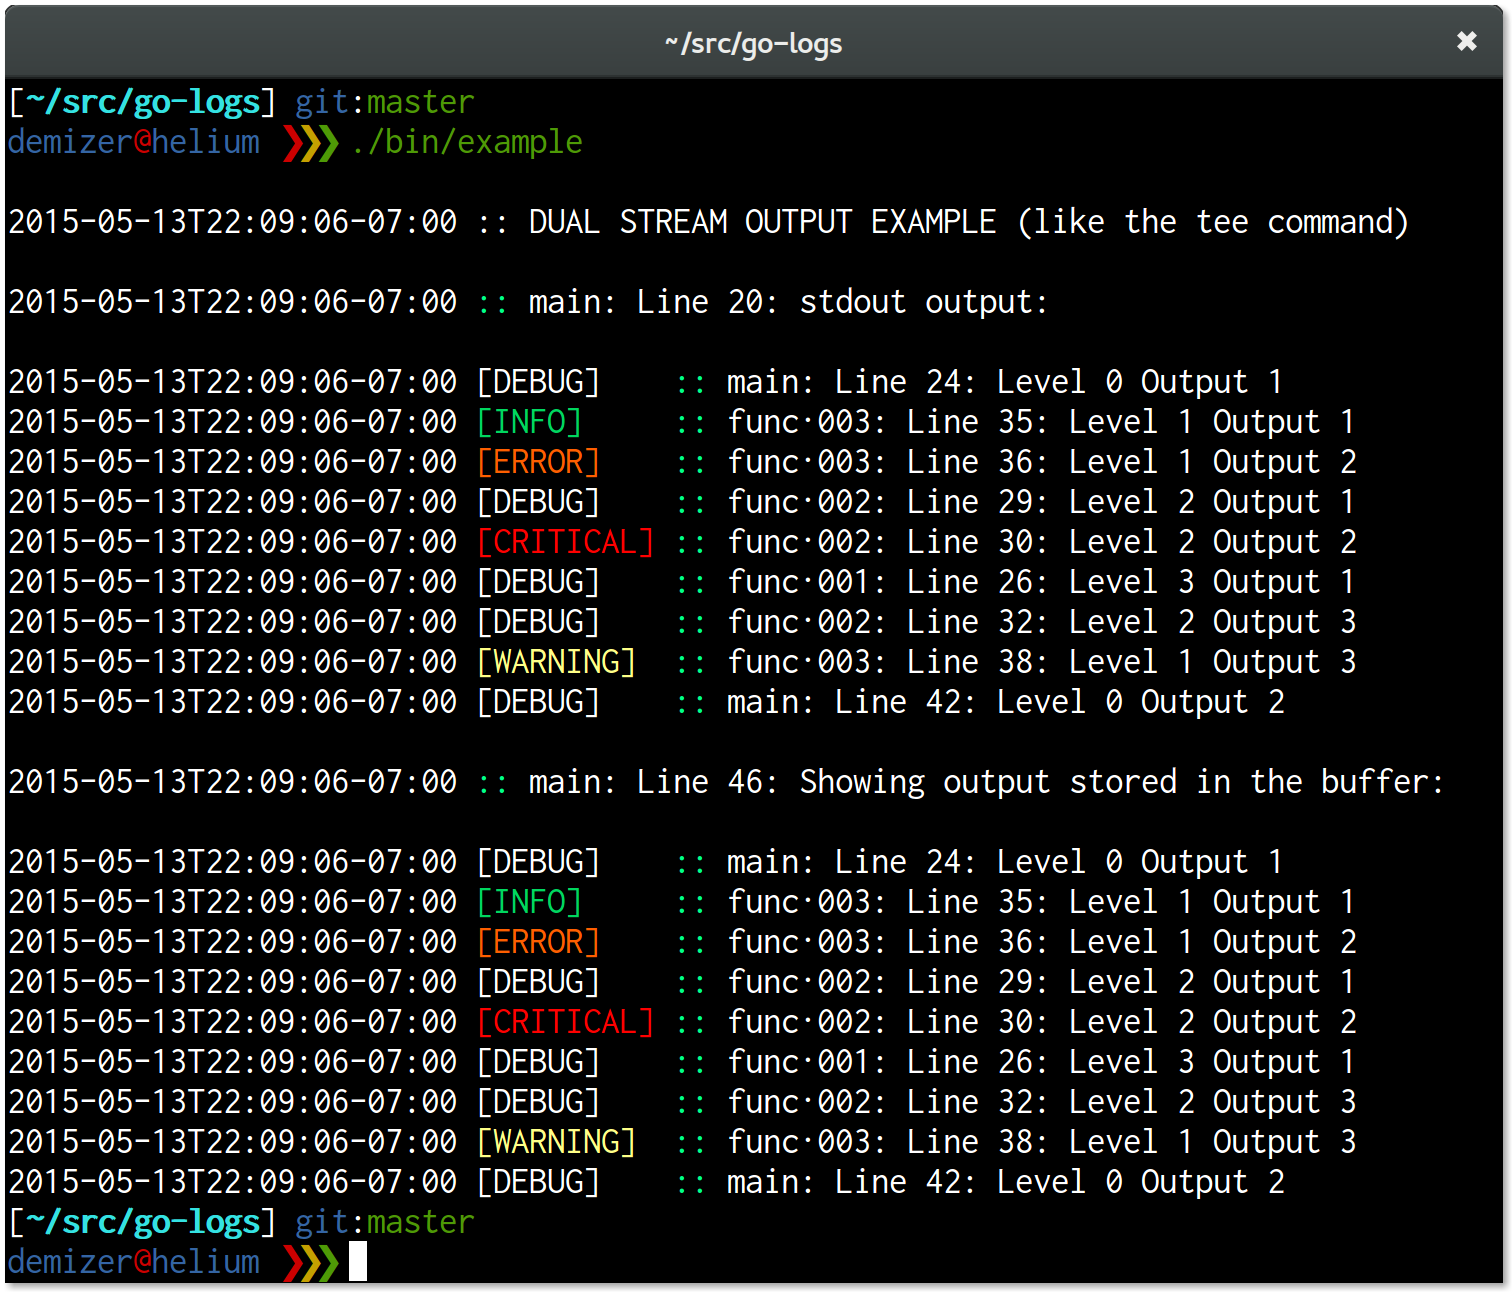 ~/src/go-logs
[~/src/go-logs] git:master
demizer@helium ❯❯❯ ./bin/example
2015-05-13T22:09:06-07:00 :: DUAL STREAM OUTPUT EXAMPLE (like the tee command)
2015-05-13T22:09:06-07:00 :: main: Line 20: stdout output:
2015-05-13T22:09:06-07:00 [DEBUG]    :: main: Line 24: Level 0 Output 1
2015-05-13T22:09:06-07:00 [INFO]     :: func·003: Line 35: Level 1 Output 1
2015-05-13T22:09:06-07:00 [ERROR]    :: func·003: Line 36: Level 1 Output 2
2015-05-13T22:09:06-07:00 [DEBUG]    :: func·002: Line 29: Level 2 Output 1
2015-05-13T22:09:06-07:00 [CRITICAL] :: func·002: Line 30: Level 2 Output 2
2015-05-13T22:09:06-07:00 [DEBUG]    :: func·001: Line 26: Level 3 Output 1
2015-05-13T22:09:06-07:00 [DEBUG]    :: func·002: Line 32: Level 2 Output 3
2015-05-13T22:09:06-07:00 [WARNING]  :: func·003: Line 38: Level 1 Output 3
2015-05-13T22:09:06-07:00 [DEBUG]    :: main: Line 42: Level 0 Output 2
2015-05-13T22:09:06-07:00 :: main: Line 46: Showing output stored in the buffer:
2015-05-13T22:09:06-07:00 [DEBUG]    :: main: Line 24: Level 0 Output 1
2015-05-13T22:09:06-07:00 [INFO]     :: func·003: Line 35: Level 1 Output 1
2015-05-13T22:09:06-07:00 [ERROR]    :: func·003: Line 36: Level 1 Output 2
2015-05-13T22:09:06-07:00 [DEBUG]    :: func·002: Line 29: Level 2 Output 1
2015-05-13T22:09:06-07:00 [CRITICAL] :: func·002: Line 30: Level 2 Output 2
2015-05-13T22:09:06-07:00 [DEBUG]    :: func·001: Line 26: Level 3 Output 1
2015-05-13T22:09:06-07:00 [DEBUG]    :: func·002: Line 32: Level 2 Output 3
2015-05-13T22:09:06-07:00 [WARNING]  :: func·003: Line 38: Level 1 Output 3
2015-05-13T22:09:06-07:00 [DEBUG]    :: main: Line 42: Level 0 Output 2
[~/src/go-logs] git:master
demizer@helium ❯❯❯